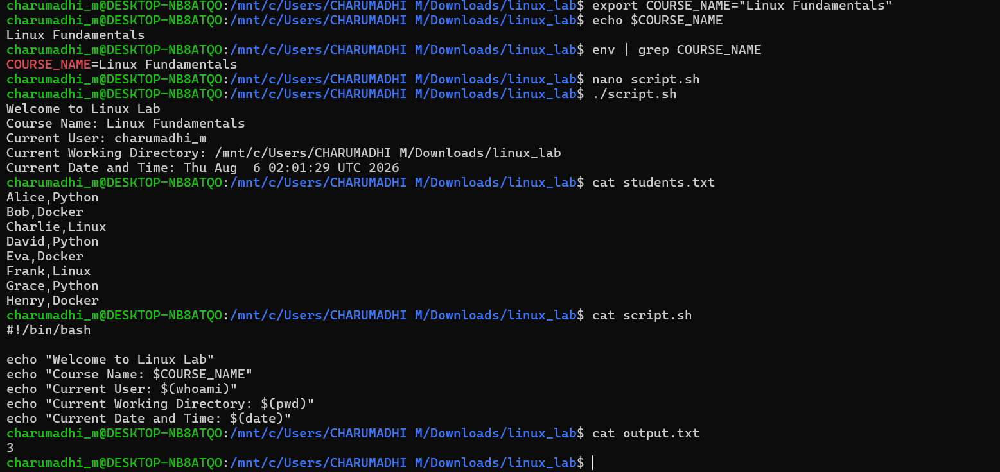 charumadhi_m@DESKTOP-NB8ATQO:/mnt/c/Users/CHARUMADHI M/Downloads/linux_lab$ export COURSE_NAME="Linux Fundamentals"
charumadhi_m@DESKTOP-NB8ATQO:/mnt/c/Users/CHARUMADHI M/Downloads/linux_lab$ echo $COURSE_NAME
Linux Fundamentals
charumadhi_m@DESKTOP-NB8ATQO:/mnt/c/Users/CHARUMADHI M/Downloads/linux_lab$ env | grep COURSE_NAME
COURSE_NAME=Linux Fundamentals
charumadhi_m@DESKTOP-NB8ATQO:/mnt/c/Users/CHARUMADHI M/Downloads/linux_lab$ nano script.sh
charumadhi_m@DESKTOP-NB8ATQO:/mnt/c/Users/CHARUMADHI M/Downloads/linux_lab$ ./script.sh
Welcome to Linux Lab
Course Name: Linux Fundamentals
Current User: charumadhi_m
Current Working Directory: /mnt/c/Users/CHARUMADHI M/Downloads/linux_lab
Current Date and Time: Thu Aug  6 02:01:29 UTC 2026
charumadhi_m@DESKTOP-NB8ATQO:/mnt/c/Users/CHARUMADHI M/Downloads/linux_lab$ cat students.txt
Alice,Python
Bob,Docker
Charlie,Linux
David,Python
Eva,Docker
Frank,Linux
Grace,Python
Henry,Docker
charumadhi_m@DESKTOP-NB8ATQO:/mnt/c/Users/CHARUMADHI M/Downloads/linux_lab$ cat script.sh
#!/bin/bash

echo "Welcome to Linux Lab"
echo "Course Name: $COURSE_NAME"
echo "Current User: $(whoami)"
echo "Current Working Directory: $(pwd)"
echo "Current Date and Time: $(date)"
charumadhi_m@DESKTOP-NB8ATQO:/mnt/c/Users/CHARUMADHI M/Downloads/linux_lab$ cat output.txt
3
charumadhi_m@DESKTOP-NB8ATQO:/mnt/c/Users/CHARUMADHI M/Downloads/linux_lab$